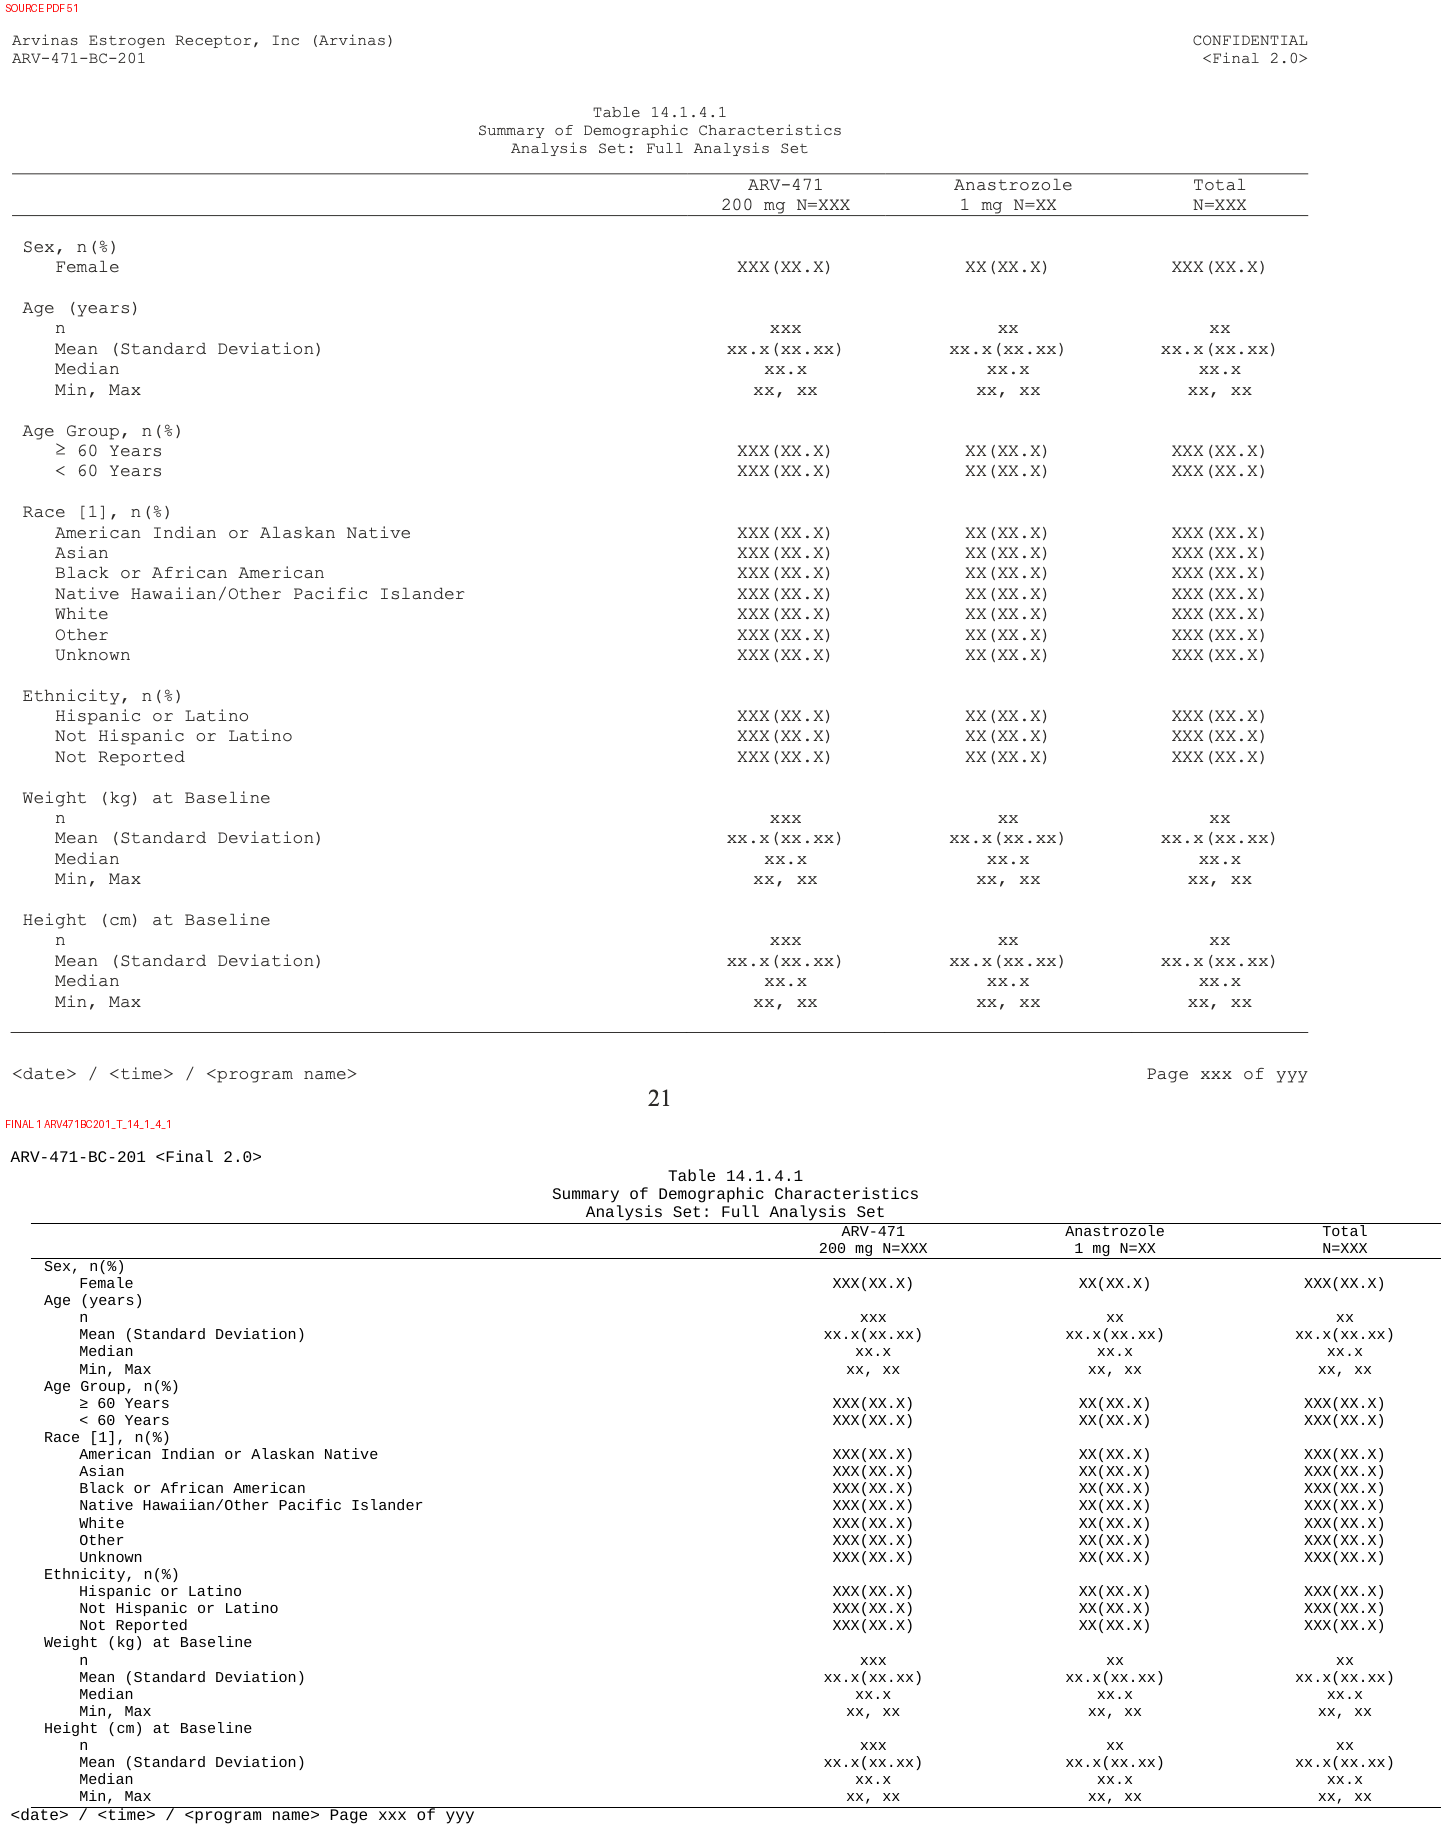 SOURCE PDF 51
Arvinas Estrogen Receptor, Inc (Arvinas) CONFIDENTIAL
ARV-471-BC-201 <Final 2.0>
Table 14.1.4.1
Summary of Demographic Characteristics
Analysis Set: Full Analysis Set
ARV-471 Anastrozole Total
200 mg N=XXX 1 mg N=XX N=XXX
Sex, n(%)
Female XXX(XX.X) XX(XX.X) XXX(XX.X)
Age (years)
n xxx xx xx
Mean (Standard Deviation) xx.x(xx.xx) xx.x(xx.xx) xx.x(xx.xx)
Median xx.x xx.x xx.x
Min, Max xx, xx xx, xx xx, xx
Age Group, n(%)
≥ 60 Years XXX(XX.X) XX(XX.X) XXX(XX.X)
< 60 Years XXX(XX.X) XX(XX.X) XXX(XX.X)
Race [1], n(%)
American Indian or Alaskan Native XXX(XX.X) XX(XX.X) XXX(XX.X)
Asian XXX(XX.X) XX(XX.X) XXX(XX.X)
Black or African American XXX(XX.X) XX(XX.X) XXX(XX.X)
Native Hawaiian/Other Pacific Islander XXX(XX.X) XX(XX.X) XXX(XX.X)
White XXX(XX.X) XX(XX.X) XXX(XX.X)
Other XXX(XX.X) XX(XX.X) XXX(XX.X)
Unknown XXX(XX.X) XX(XX.X) XXX(XX.X)
Ethnicity, n(%)
Hispanic or Latino XXX(XX.X) XX(XX.X) XXX(XX.X)
Not Hispanic or Latino XXX(XX.X) XX(XX.X) XXX(XX.X)
Not Reported XXX(XX.X) XX(XX.X) XXX(XX.X)
Weight (kg) at Baseline
n xxx xx xx
Mean (Standard Deviation) xx.x(xx.xx) xx.x(xx.xx) xx.x(xx.xx)
Median xx.x xx.x xx.x
Min, Max xx, xx xx, xx xx, xx
Height (cm) at Baseline
n xxx xx xx
Mean (Standard Deviation) xx.x(xx.xx) xx.x(xx.xx) xx.x(xx.xx)
Median xx.x xx.x xx.x
Min, Max xx, xx xx, xx xx, xx
<date> / <time> / <program name> Page xxx of yyy
21
FINAL 1 ARV471BC201_T_14_1_4_1
ARV-471-BC-201 <Final 2.0>
Table 14.1.4.1
Summary of Demographic Characteristics
Analysis Set: Full Analysis Set
ARV-471 Anastrozole Total
200 mg N=XXX 1 mg N=XX N=XXX
Sex, n(%)
Female XXX(XX.X) XX(XX.X) XXX(XX.X)
Age (years)
n xxx xx xx
Mean (Standard Deviation) xx.x(xx.xx) xx.x(xx.xx) xx.x(xx.xx)
Median xx.x xx.x xx.x
Min, Max xx, xx xx, xx xx, xx
Age Group, n(%)
≥ 60 Years XXX(XX.X) XX(XX.X) XXX(XX.X)
< 60 Years XXX(XX.X) XX(XX.X) XXX(XX.X)
Race [1], n(%)
American Indian or Alaskan Native XXX(XX.X) XX(XX.X) XXX(XX.X)
Asian XXX(XX.X) XX(XX.X) XXX(XX.X)
Black or African American XXX(XX.X) XX(XX.X) XXX(XX.X)
Native Hawaiian/Other Pacific Islander XXX(XX.X) XX(XX.X) XXX(XX.X)
White XXX(XX.X) XX(XX.X) XXX(XX.X)
Other XXX(XX.X) XX(XX.X) XXX(XX.X)
Unknown XXX(XX.X) XX(XX.X) XXX(XX.X)
Ethnicity, n(%)
Hispanic or Latino XXX(XX.X) XX(XX.X) XXX(XX.X)
Not Hispanic or Latino XXX(XX.X) XX(XX.X) XXX(XX.X)
Not Reported XXX(XX.X) XX(XX.X) XXX(XX.X)
Weight (kg) at Baseline
n xxx xx xx
Mean (Standard Deviation) xx.x(xx.xx) xx.x(xx.xx) xx.x(xx.xx)
Median xx.x xx.x xx.x
Min, Max xx, xx xx, xx xx, xx
Height (cm) at Baseline
n xxx xx xx
Mean (Standard Deviation) xx.x(xx.xx) xx.x(xx.xx) xx.x(xx.xx)
Median xx.x xx.x xx.x
Min, Max xx, xx xx, xx xx, xx
<date> / <time> / <program name> Page xxx of yyy